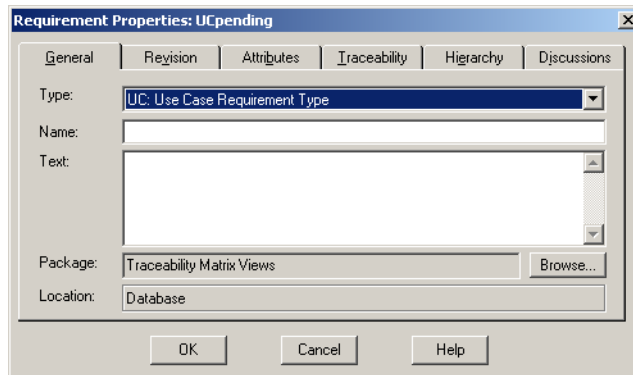 Requirement Properties: UCpending
General Revision Attributes Traceability Hierarchy Discussions
Type: UC: Use Case Requirement Type
Name:
Text:
Package: Traceability Matrix Views Browse...
Location: Database
OK Cancel Help